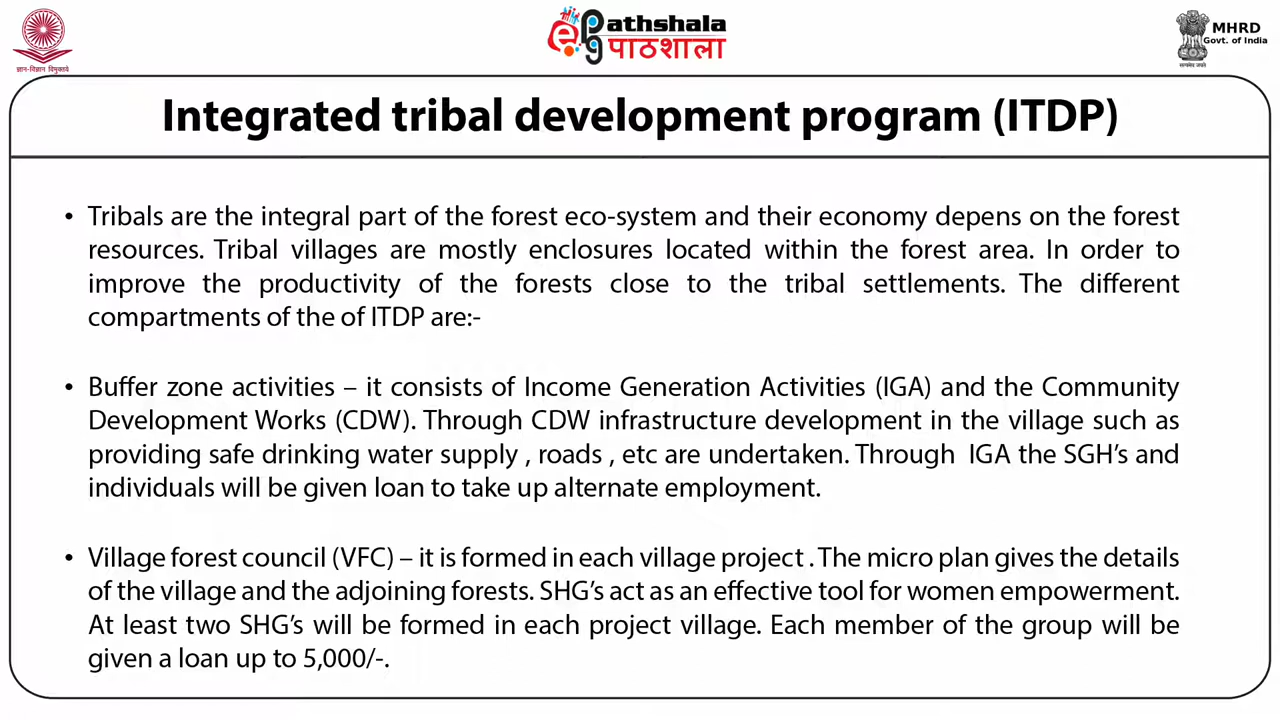 ज्ञान-विज्ञान विमुक्तये
ePathshala
पाठशाला
MHRD
Govt. of India
सत्यमेव जयते
Integrated tribal development program (ITDP)
• Tribals are the integral part of the forest eco-system and their economy depens on the forest
resources. Tribal villages are mostly enclosures located within the forest area. In order to
improve the productivity of the forests close to the tribal settlements. The different
compartments of the of ITDP are:-
• Buffer zone activities – it consists of Income Generation Activities (IGA) and the Community
Development Works (CDW). Through CDW infrastructure development in the village such as
providing safe drinking water supply , roads , etc are undertaken. Through IGA the SGH's and
individuals will be given loan to take up alternate employment.
• Village forest council (VFC) – it is formed in each village project . The micro plan gives the details
of the village and the adjoining forests. SHG's act as an effective tool for women empowerment.
At least two SHG's will be formed in each project village. Each member of the group will be
given a loan up to 5,000/-.